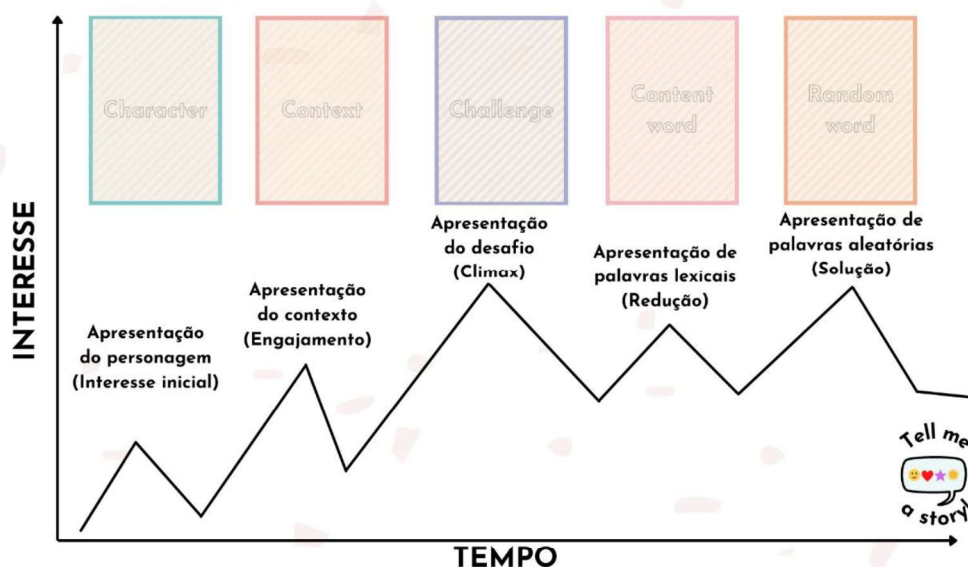 Character
Context
Challenge
Content
word
Random
word
Apresentação
do personagem
(Interesse inicial)
Apresentação
do contexto
(Engajamento)
Apresentação
do desafio
(Climax)
Apresentação de
palavras lexicais
(Redução)
Apresentação de
palavras aleatórias
(Solução)
INTERESSE
TEMPO
Tell me
a story!